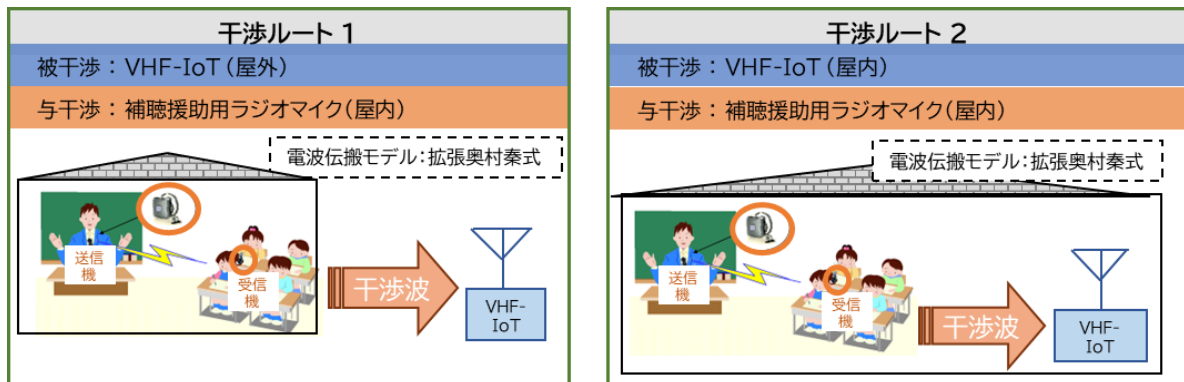 干渉ルート 1
被干渉：VHF-IoT（屋外）
与干渉：補聴援助用ラジオマイク（屋内）
電波伝搬モデル：拡張奥村秦式
送信
機
受信
機
干渉波
VHF-
IoT
干渉ルート 2
被干渉：VHF-IoT（屋内）
与干渉：補聴援助用ラジオマイク（屋内）
電波伝搬モデル：拡張奥村秦式
送信
機
受信
機
干渉波
VHF-
IoT